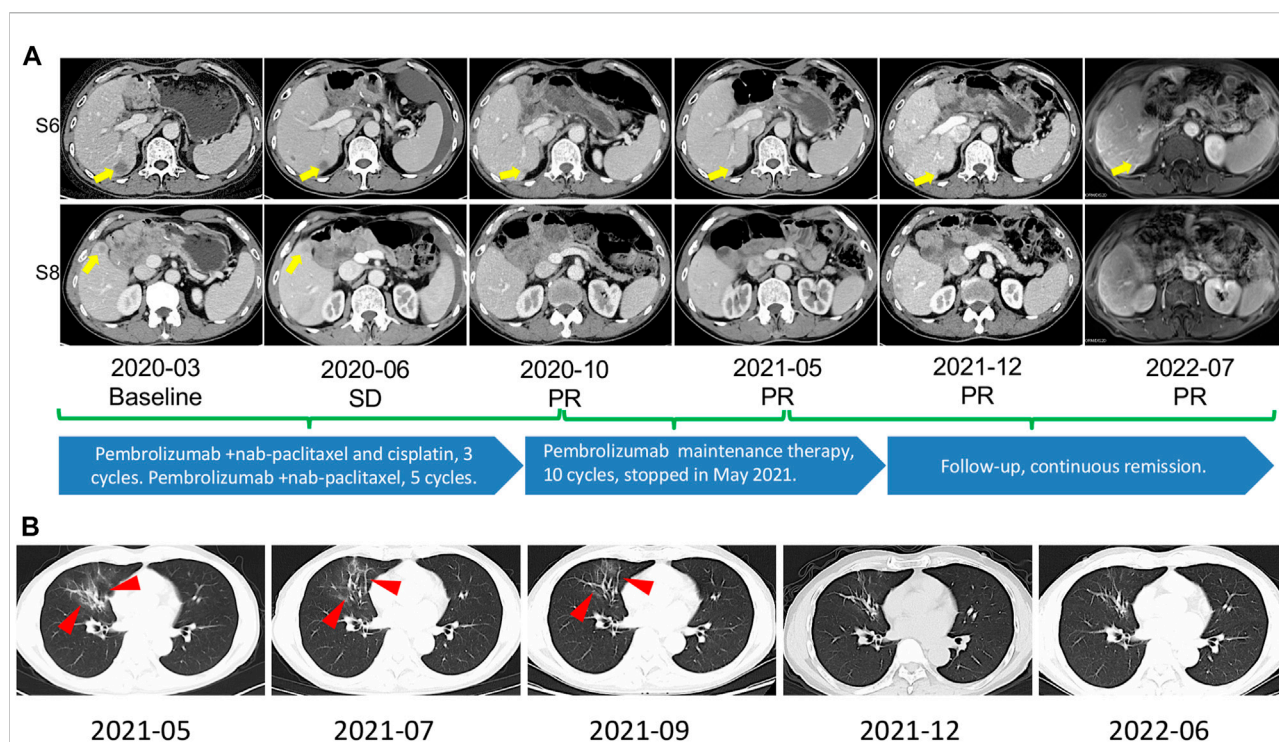 A
S6
S8
2020-03
Baseline
2020-06
SD
2020-10
PR
2021-05
PR
2021-12
PR
2022-07
PR
Pembrolizumab +nab-paclitaxel and cisplatin, 3
cycles. Pembrolizumab +nab-paclitaxel, 5 cycles.
Pembrolizumab maintenance therapy,
10 cycles, stopped in May 2021.
Follow-up, continuous remission.
B
2021-05
2021-07
2021-09
2021-12
2022-06